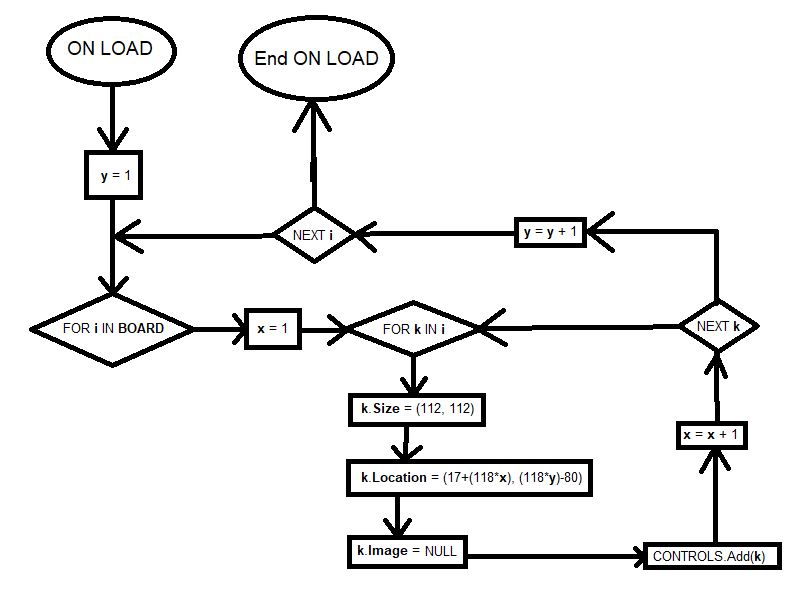 ON LOAD
End ON LOAD
y = 1
NEXT i
y = y + 1
FOR i IN BOARD
x = 1
FOR k IN i
NEXT k
k.Size = (112, 112)
x = x + 1
k.Location = (17+(118*x), (118*y)-80)
k.Image = NULL
CONTROLS.Add(k)